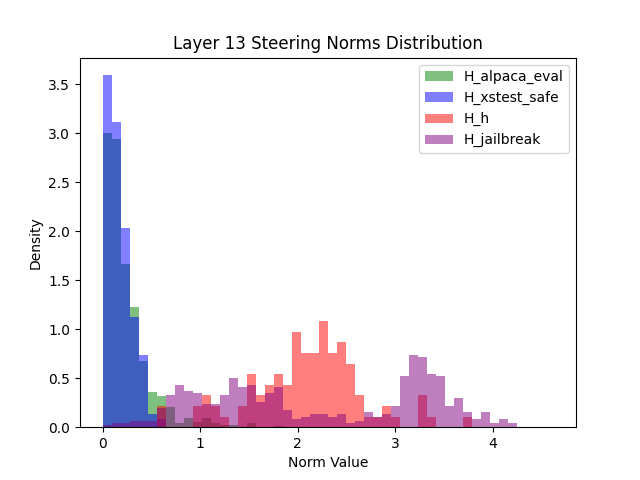 Layer 13 Steering Norms Distribution
H_alpaca_eval
H_xstest_safe
H_h
H_jailbreak
3.5
3.0
2.5
2.0
1.5
1.0
0.5
0.0
Density
0 1 2 3 4
Norm Value